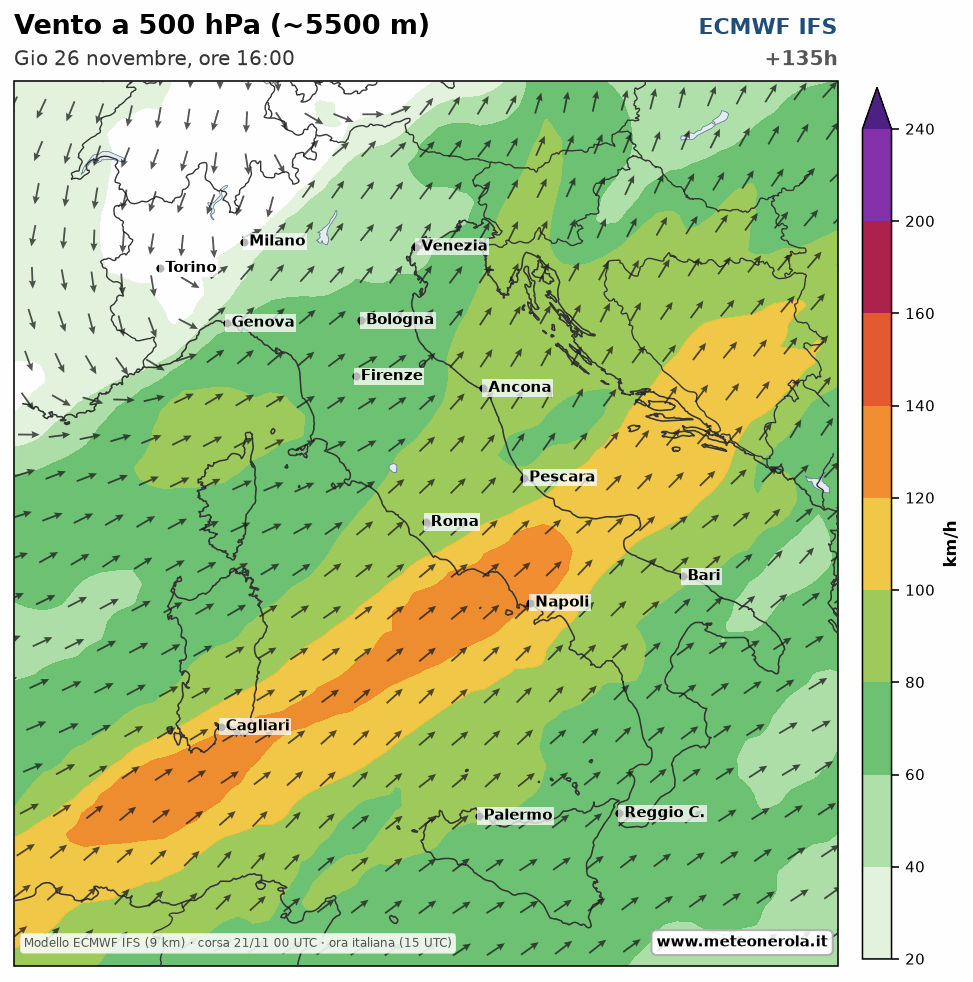 Vento a 500 hPa (~5500 m)
ECMWF IFS
Gio 26 novembre, ore 16:00
+135h
240
200
160
140
120
100
80
60
40
20
km/h
Milano
Venezia
Torino
Genova
Bologna
Firenze
Ancona
Pescara
Roma
Bari
Napoli
Cagliari
Palermo
Reggio C.
Modello ECMWF IFS (9 km) · corsa 21/11 00 UTC · ora italiana (15 UTC)
www.meteonerola.it